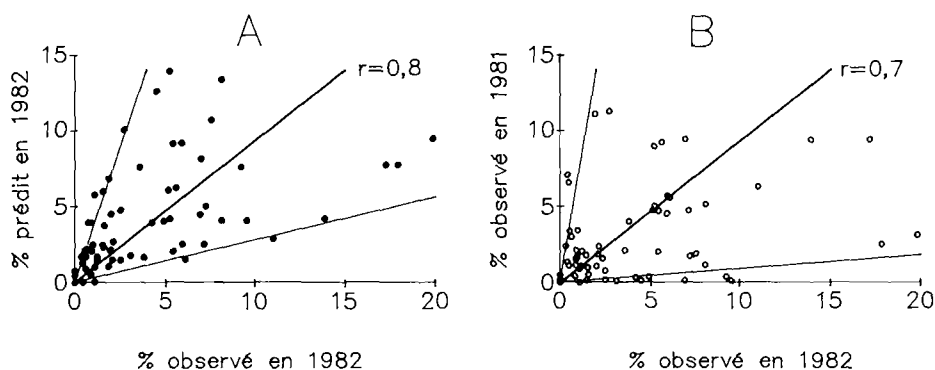 A
% prédit en 1982
15
10
5
0
r=0,8
0 5 10 15 20
% observé en 1982
B
% observé en 1981
15
10
5
0
r=0,7
0 5 10 15 20
% observé en 1982